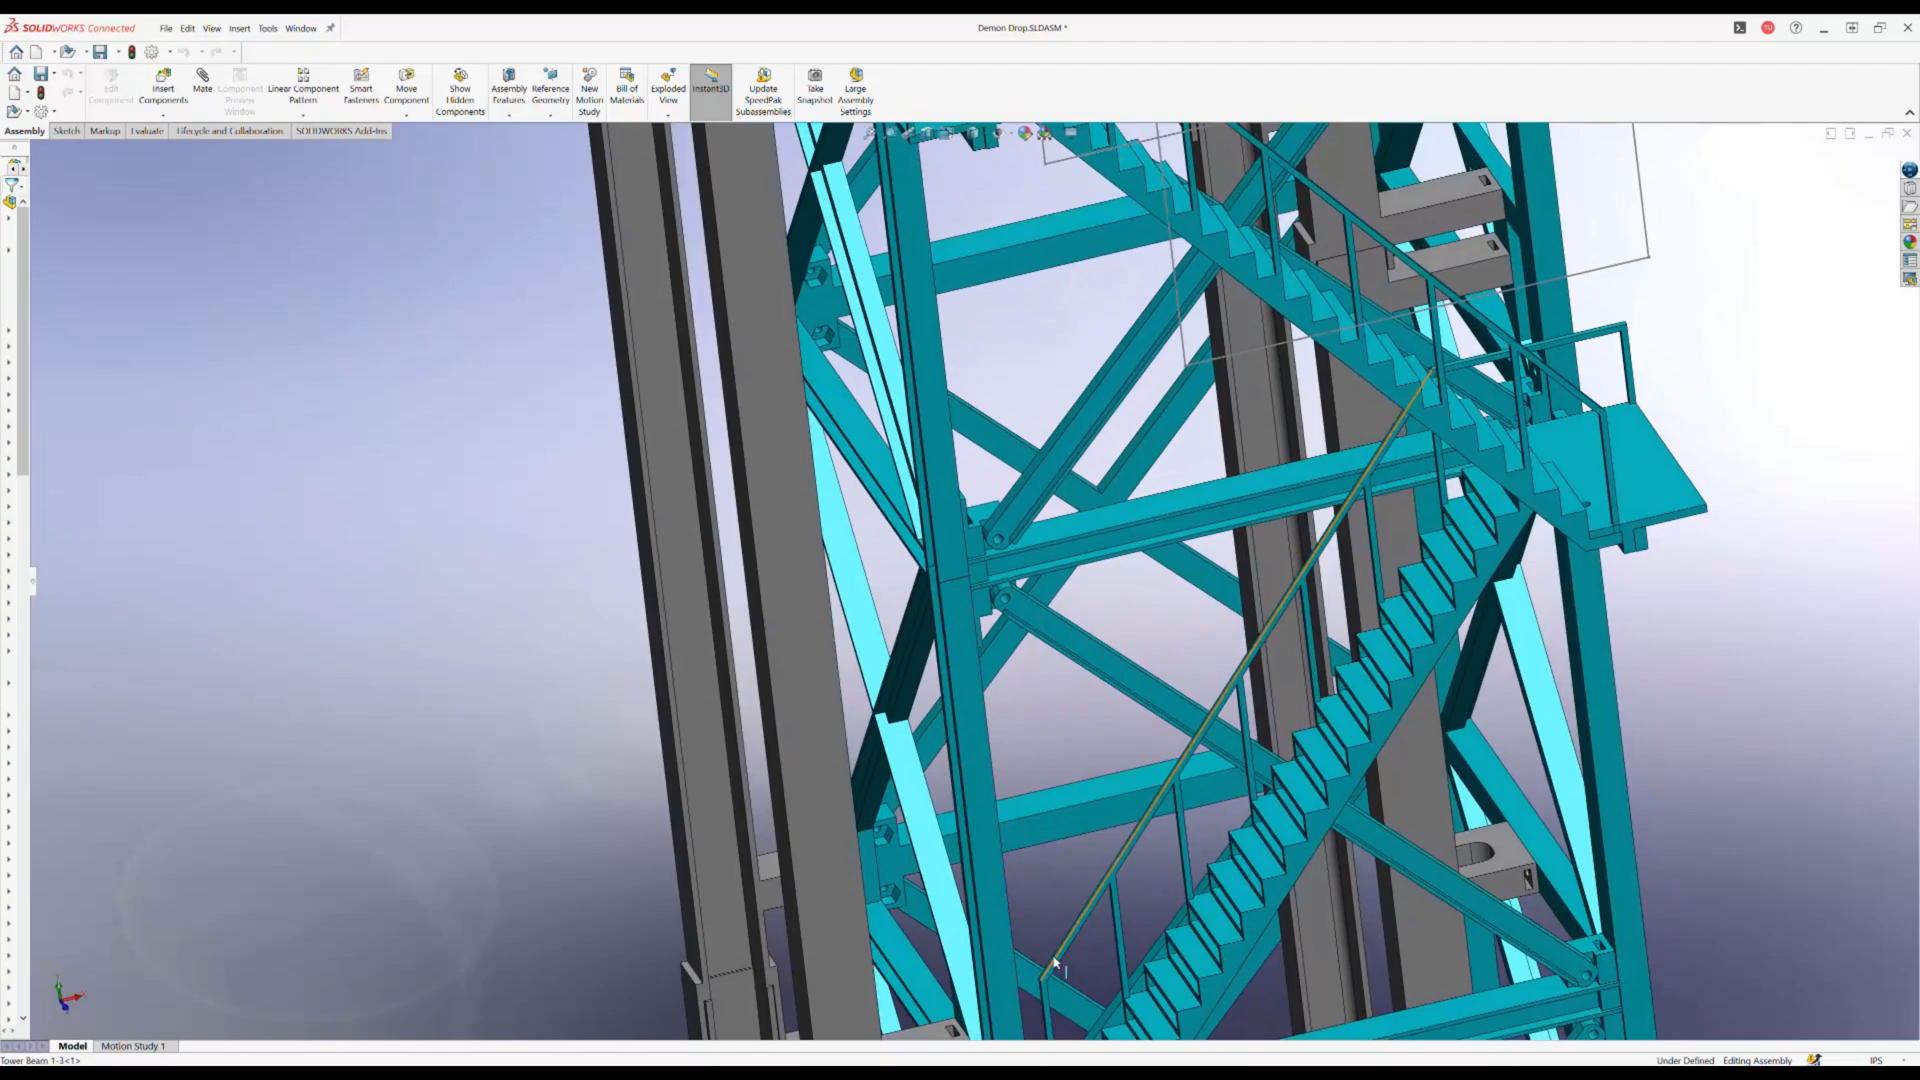 SOLIDWORKS Connected File Edit View Insert Tools Window Demon Drop.SLDASM *
Edit Component
Insert Components
Mate
Component Preview Window
Linear Component Pattern
Smart Fasteners
Move Component
Show Hidden Components
Assembly Features
Reference Geometry
New Motion Study
Bill of Materials
Exploded View
Instant3D
Update SpeedPak Subassemblies
Take Snapshot
Large Assembly Settings
Assembly Sketch Markup Evaluate Lifecycle and Collaboration SOLIDWORKS Add-Ins
Model Motion Study 1
Tower Beam 1-3<1> Under Defined Editing Assembly IPS